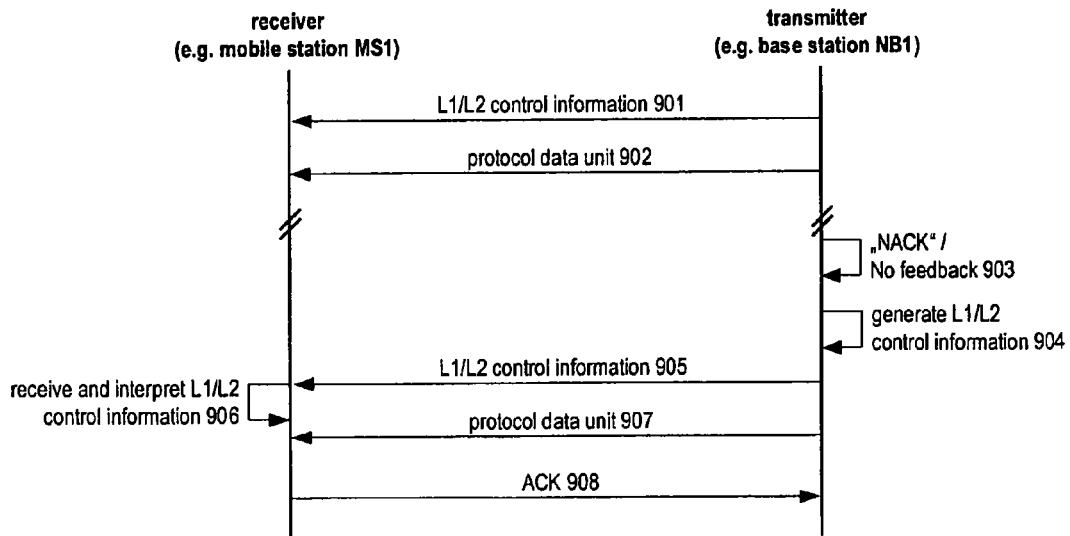 receiver
(e.g. mobile station MS1)
transmitter
(e.g. base station NB1)
L1/L2 control information 901
protocol data unit 902
„NACK“ /
No feedback 903
generate L1/L2
control information 904
L1/L2 control information 905
receive and interpret L1/L2
control information 906
protocol data unit 907
ACK 908